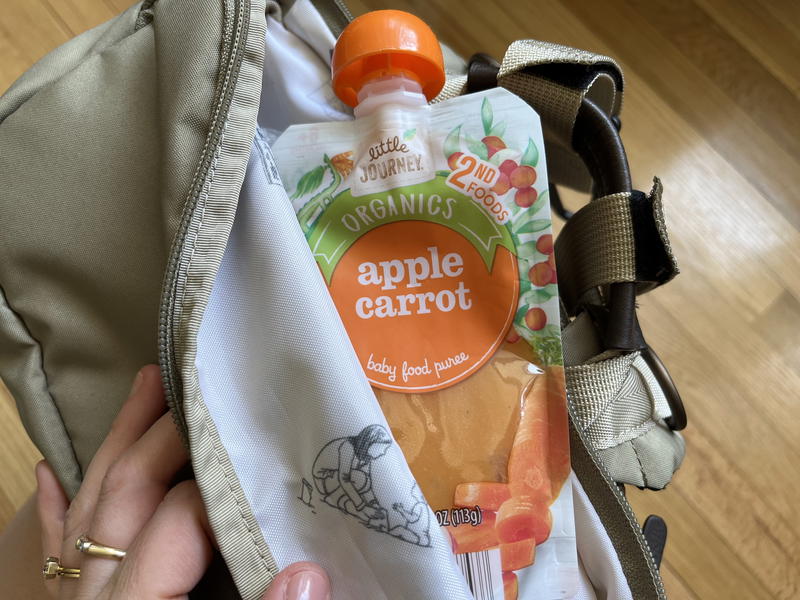 little
JOURNEY.
2ND
FOODS
ORGANICS
apple
carrot
baby food puree
OZ (113g)